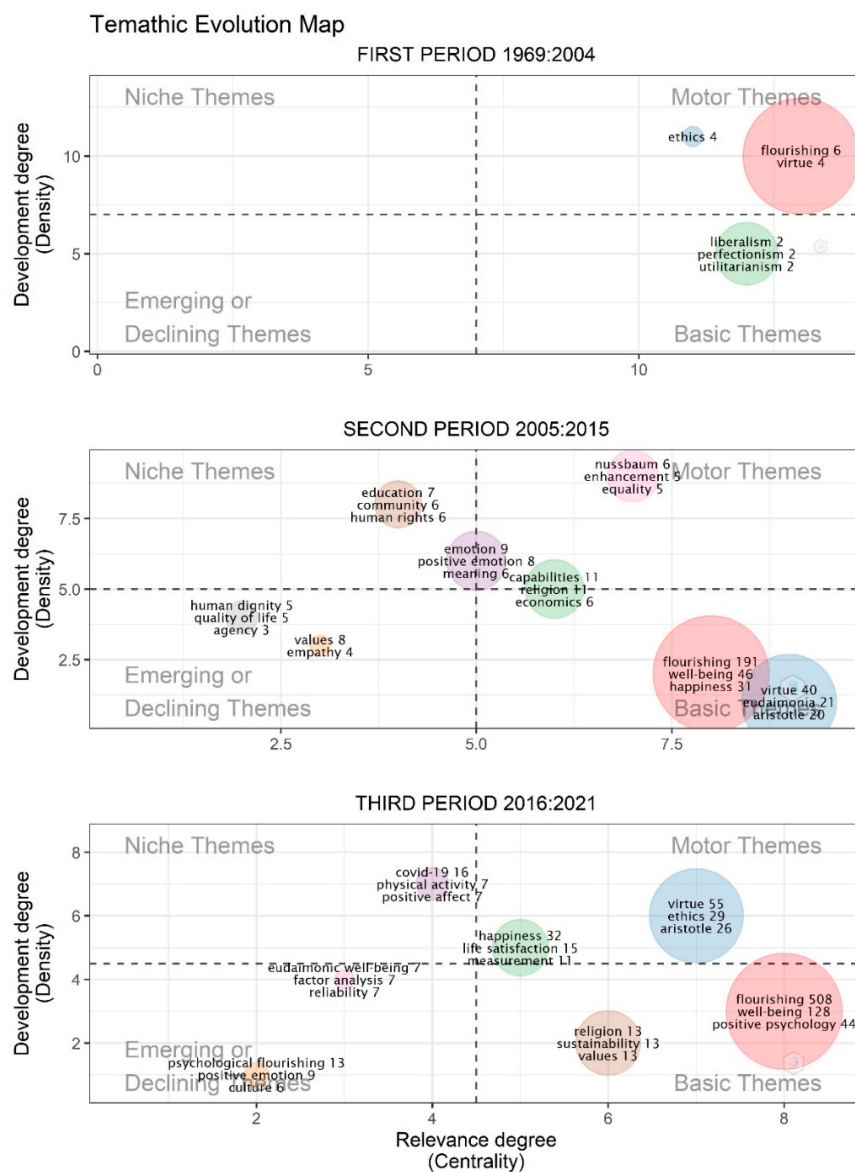 Temathic Evolution Map
FIRST PERIOD 1969:2004
Niche Themes
Motor Themes
ethics 4
flourishing 6
virtue 4
liberalism 2
perfectionism 2
utilitarianism 2
Emerging or
Declining Themes
Basic Themes
Development degree
(Density)
10
5
0
0
5
10
SECOND PERIOD 2005:2015
Niche Themes
Motor Themes
nussbaum 6
enhancement 5
equality 5
education 7
community 6
human rights 6
emotion 9
positive emotion 8
meaning 6
capabilities 11
religion 11
economics 6
human dignity 5
quality of life 5
agency 3
values 8
empathy 4
flourishing 191
well-being 46
happiness 31
virtue 40
eudaimonia 21
aristotle 20
Emerging or
Declining Themes
Basic Themes
Development degree
(Density)
7.5
5.0
2.5
2.5
5.0
7.5
THIRD PERIOD 2016:2021
Niche Themes
Motor Themes
covid-19 16
physical activity 7
positive affect 7
virtue 55
ethics 29
aristotle 26
happiness 32
life satisfaction 15
measurement 11
eudaimonic well-being 7
factor analysis 7
reliability 7
flourishing 508
well-being 128
positive psychology 44
religion 13
sustainability 13
values 13
Emerging or
Declining Themes
psychological flourishing 13
positive emotion 9
culture 6
Basic Themes
Development degree
(Density)
8
6
4
2
2
4
6
8
Relevance degree
(Centrality)